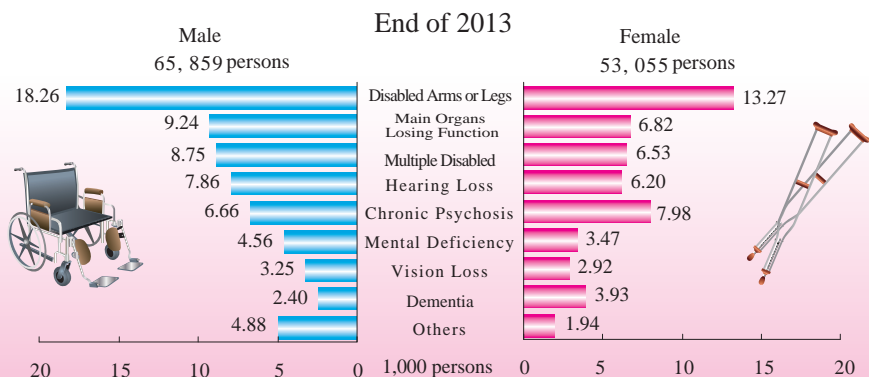 End of 2013
Male
65, 859 persons
Female
53, 055 persons
18.26 Disabled Arms or Legs 13.27
9.24 Main Organs Losing Function 6.82
8.75 Multiple Disabled 6.53
7.86 Hearing Loss 6.20
6.66 Chronic Psychosis 7.98
4.56 Mental Deficiency 3.47
3.25 Vision Loss 2.92
2.40 Dementia 3.93
4.88 Others 1.94
20 15 10 5 0 1,000 persons 0 5 10 15 20